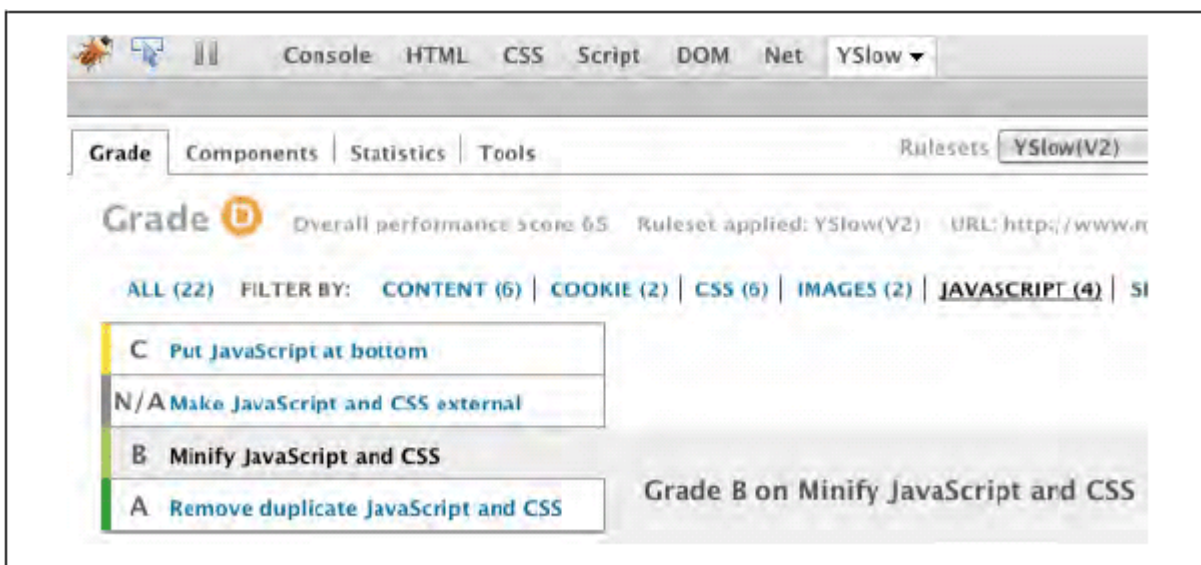 Console HTML CSS Script DOM Net YSlow
Grade Components Statistics Tools Rulesets YSlow(V2)
Grade D Overall performance score 65 Ruleset applied: YSlow(V2) URL: http://www.m
ALL (22) FILTER BY: CONTENT (6) | COOKIE (2) | CSS (6) | IMAGES (2) | JAVASCRIPT (4) |
C Put JavaScript at bottom
N/A Make JavaScript and CSS external
B Minify JavaScript and CSS
A Remove duplicate JavaScript and CSS
Grade B on Minify JavaScript and CSS